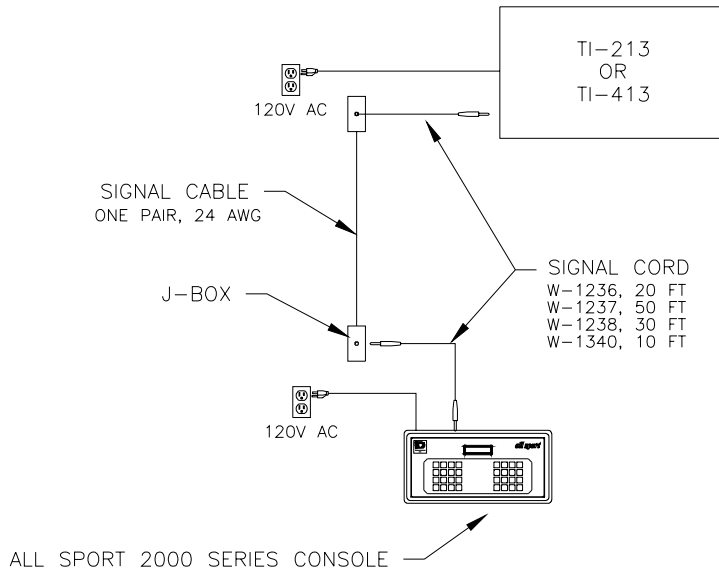 TI-213
OR
TI-413
120V AC
SIGNAL CABLE
ONE PAIR, 24 AWG
J-BOX
SIGNAL CORD
W-1236, 20 FT
W-1237, 50 FT
W-1238, 30 FT
W-1340, 10 FT
120V AC
all sport
ALL SPORT 2000 SERIES CONSOLE